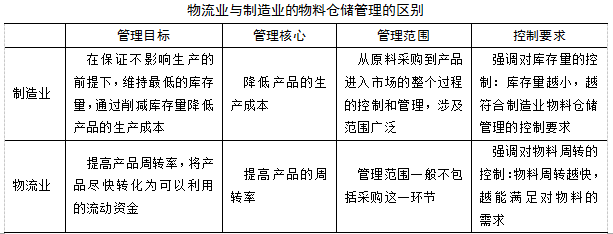 物流业与制造业的物料仓储管理的区别
管理目标
管理核心
管理范围
控制要求
制造业
在保证不影响生产的
前提下，维持最低的库存
量，通过削减库存量降低
产品的生产成本
降低产品的生
产成本
从原料采购到产品
进入市场的整个过程
的控制和管理，涉及
范围广泛
强调对库存量的控
制：库存量越小，越
符合制造业物料仓储
管理的控制要求
物流业
提高产品周转率，将产
品尽快转化为可以利用
的流动资金
提高产品的周
转率
管理范围一般不包
括采购这一环节
强调对物料周转的
控制：物料周转越快，
越能满足对物料的
需求